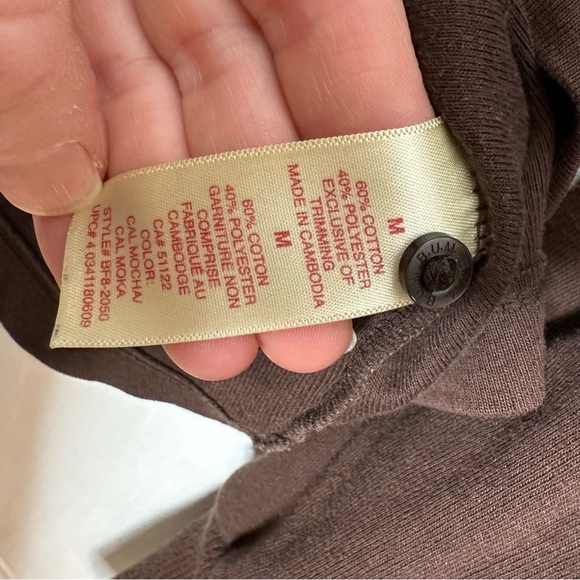 M
60% COTTON
40% POLYESTER
EXCLUSIVE OF
TRIMMING
MADE IN CAMBODIA
M
60% COTON
40% POLYESTER
GARNITURE NON
COMPRISE
FABRIQUÉ AU
CAMBODGE
CA# 51122
COLOR:
CAL MOCHA/
CAL MOKA
STYLE# BF8-2050
UPC# 4 0341180609
B.U.M.